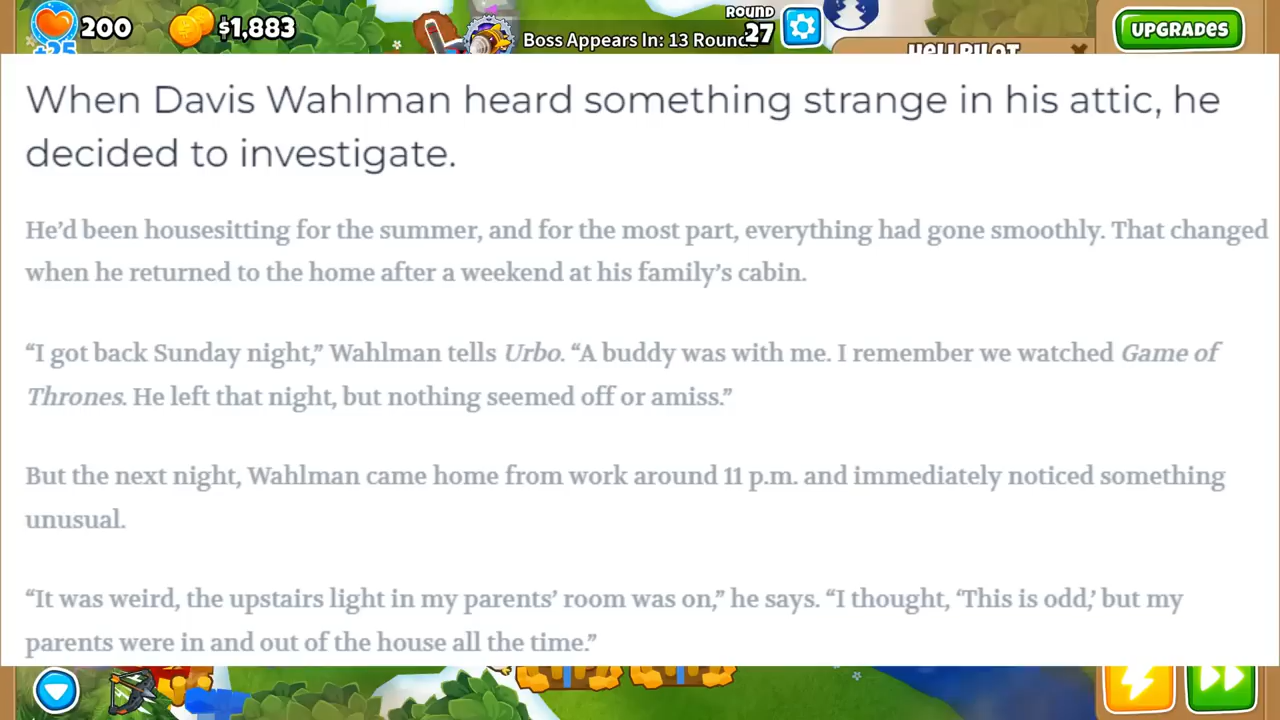 200
$1,883
+25
Boss Appears In: 13 Rounds
ROUND
27
HELI PILOT
UPGRADES
When Davis Wahlman heard something strange in his attic, he
decided to investigate.
He’d been housesitting for the summer, and for the most part, everything had gone smoothly. That changed
when he returned to the home after a weekend at his family’s cabin.
“I got back Sunday night,” Wahlman tells Urbo. “A buddy was with me. I remember we watched Game of
Thrones. He left that night, but nothing seemed off or amiss.”
But the next night, Wahlman came home from work around 11 p.m. and immediately noticed something
unusual.
“It was weird, the upstairs light in my parents’ room was on,” he says. “I thought, ‘This is odd,’ but my
parents were in and out of the house all the time.”